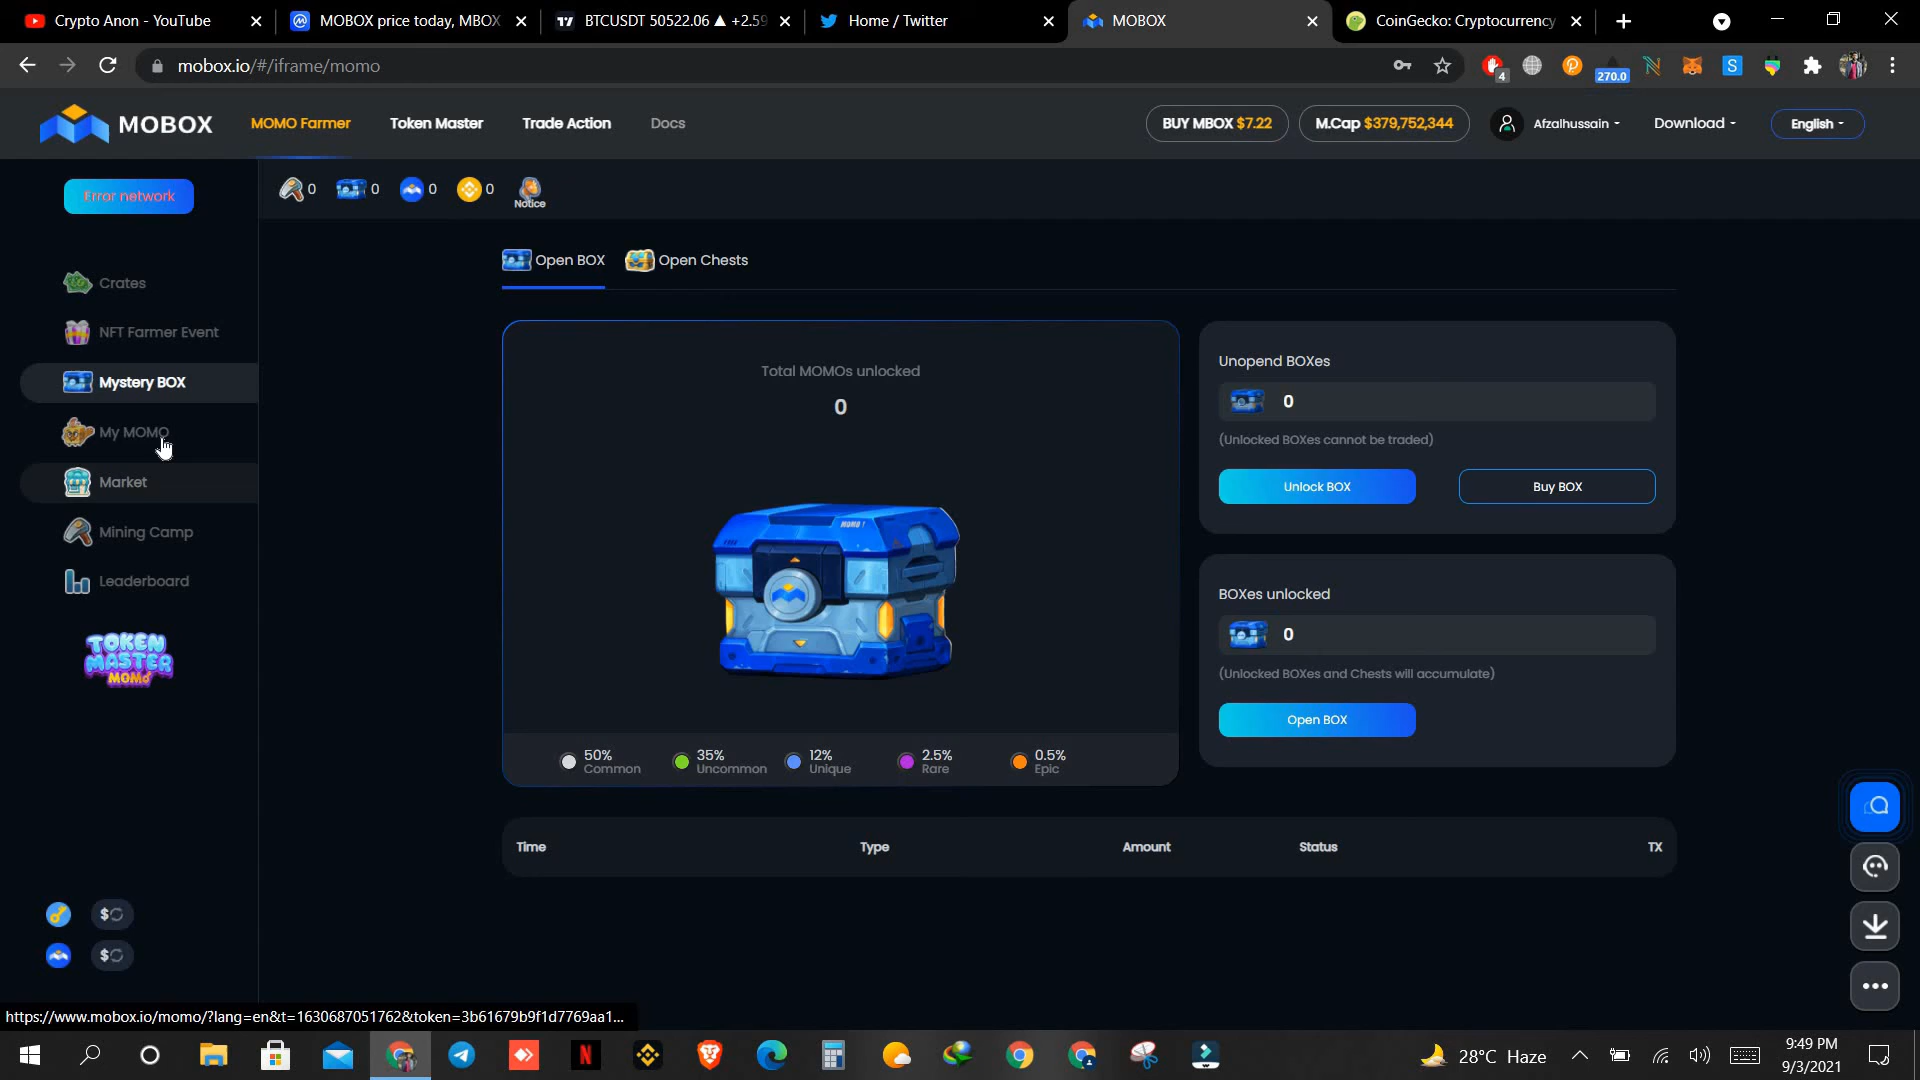 Crypto Anon - YouTube
MOBOX price today, MBOX
BTCUSDT 50522.06 ▲ +2.59
Home / Twitter
MOBOX
CoinGecko: Cryptocurrency
mobox.io/#/iframe/momo
4
270.0
MOBOX
MOMO Farmer
Token Master
Trade Action
Docs
BUY MBOX $7.22
M.Cap $379,752,344
Afzalhussain
Download
English
Error network
0
0
0
0
Notice
Crates
NFT Farmer Event
Mystery BOX
My MOMO
Market
Mining Camp
Leaderboard
TOKEN
MASTER
MOMO
Open BOX
Open Chests
Total MOMOs unlocked
0
MOMO !
50%
Common
35%
Uncommon
12%
Unique
2.5%
Rare
0.5%
Epic
Unopend BOXes
0
(Unlocked BOXes cannot be traded)
Unlock BOX
Buy BOX
BOXes unlocked
0
(Unlocked BOXes and Chests will accumulate)
Open BOX
Time
Type
Amount
Status
TX
$
$
https://www.mobox.io/momo/?lang=en&t=1630687051762&token=3b61679b9f1d7769aa1...
28°C Haze
9:49 PM
9/3/2021